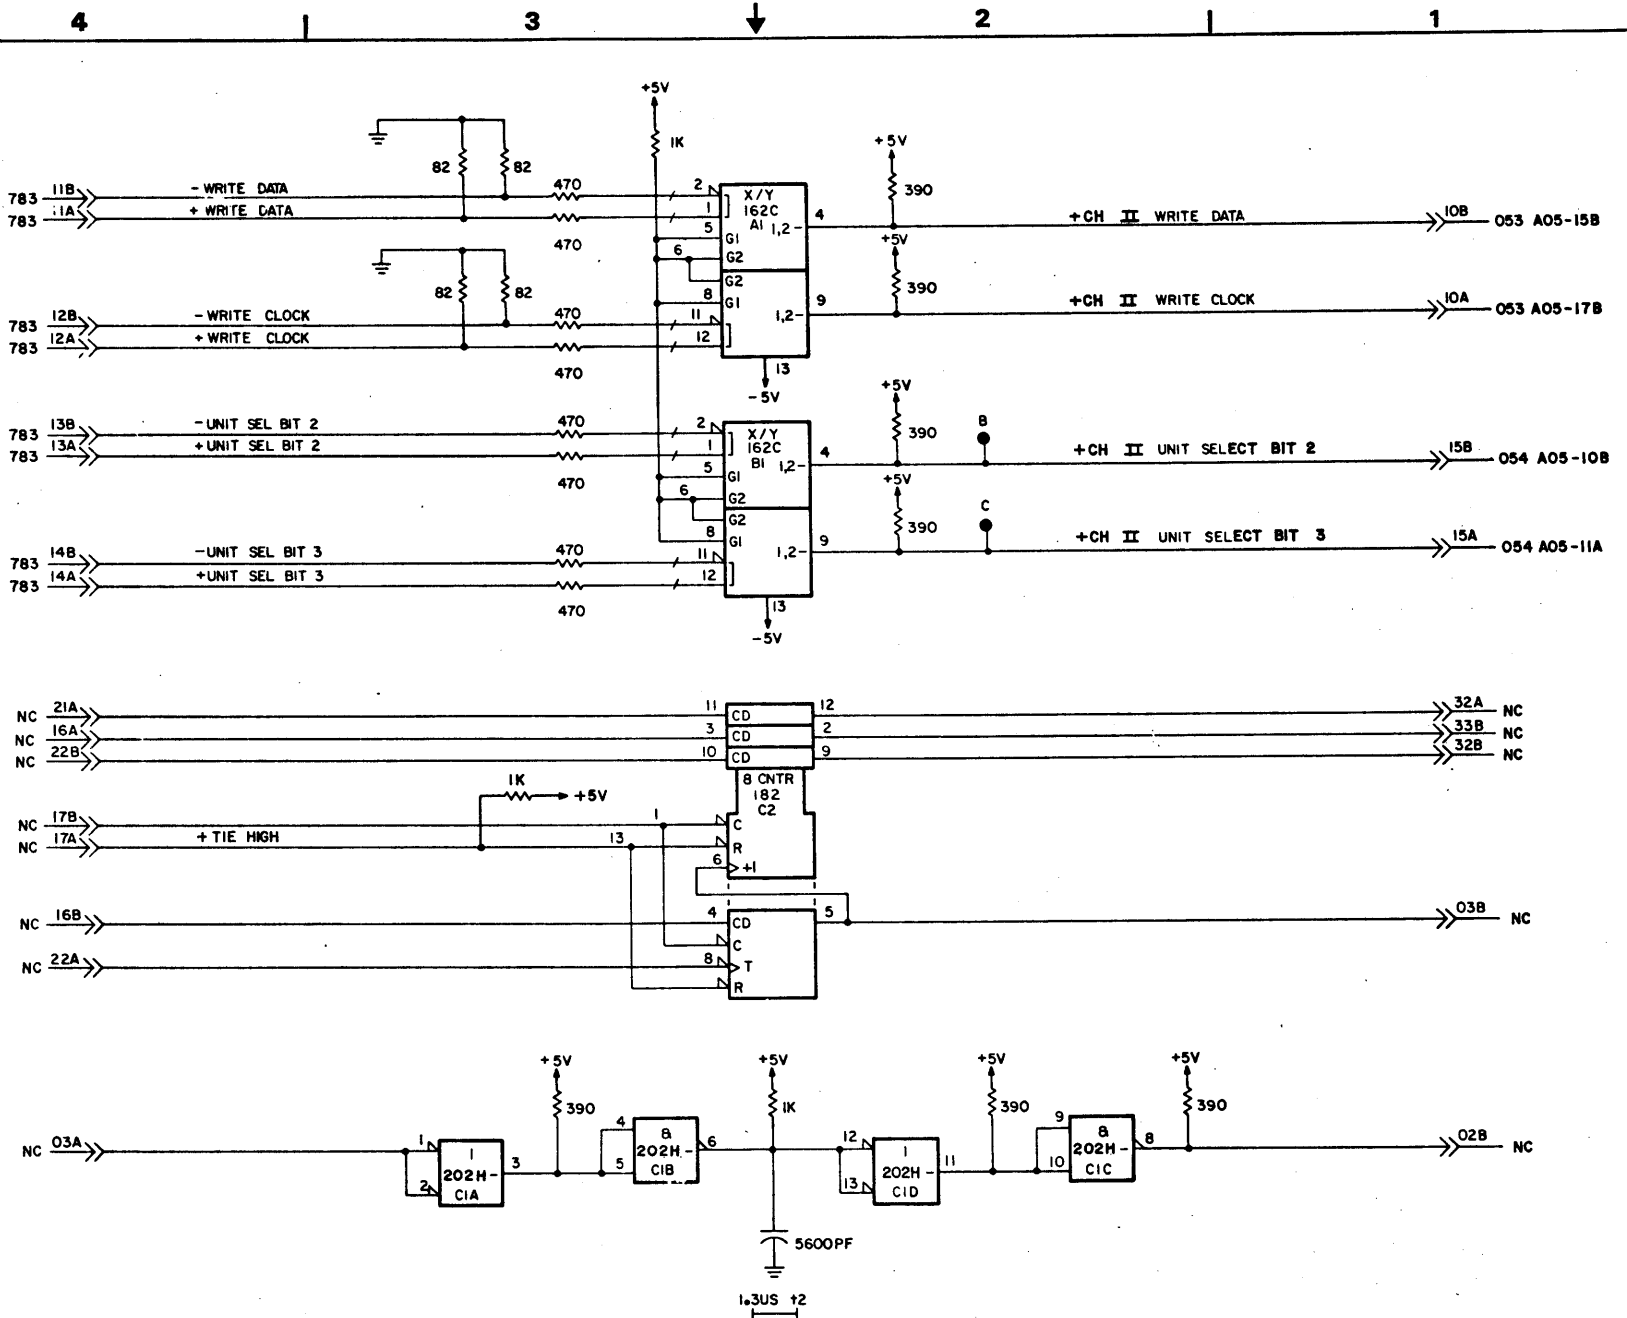 4 3 2 1
+5V
1K
82 82
+5V
390
783 11B - WRITE DATA 470 2 X/Y 162C A1 1,2 4 +CH II WRITE DATA 10B 053 A05-15B
783 11A + WRITE DATA 470 1
5 G1
6 G2
+5V
390
82 82
G2
8 G1
9 1,2 +CH II WRITE CLOCK 10A 053 A05-17B
783 12B - WRITE CLOCK 470 11
783 12A + WRITE CLOCK 470 12
13
-5V
+5V
390
B
783 13B -UNIT SEL BIT 2 470 2 X/Y 162C B1 1,2 4 +CH II UNIT SELECT BIT 2 15B 054 A05-10B
783 13A +UNIT SEL BIT 2 470 1
5 G1
6 G2
+5V
390
C
G2
8 G1
1,2 9 +CH II UNIT SELECT BIT 3 15A 054 A05-11A
783 14B -UNIT SEL BIT 3 470 11
783 14A +UNIT SEL BIT 3 470 12
13
-5V
NC 21A 11 CD 12 32A NC
NC 16A 3 CD 2 33B NC
NC 22B 10 CD 9 32B NC
8 CNTR
182
C2
1K +5V
NC 17B 1 C
NC 17A + TIE HIGH 13 R
6 +1
NC 16B 4 CD 5 03B NC
C
NC 22A 8 T
R
+5V +5V +5V +5V
390 1K 390 390
NC 03A 1 2 1 202H C1A 3 4 5 & 202H C1B 6 12 13 1 202H C1D 11 9 10 & 202H C1C 8 02B NC
5600PF
1.3US t2